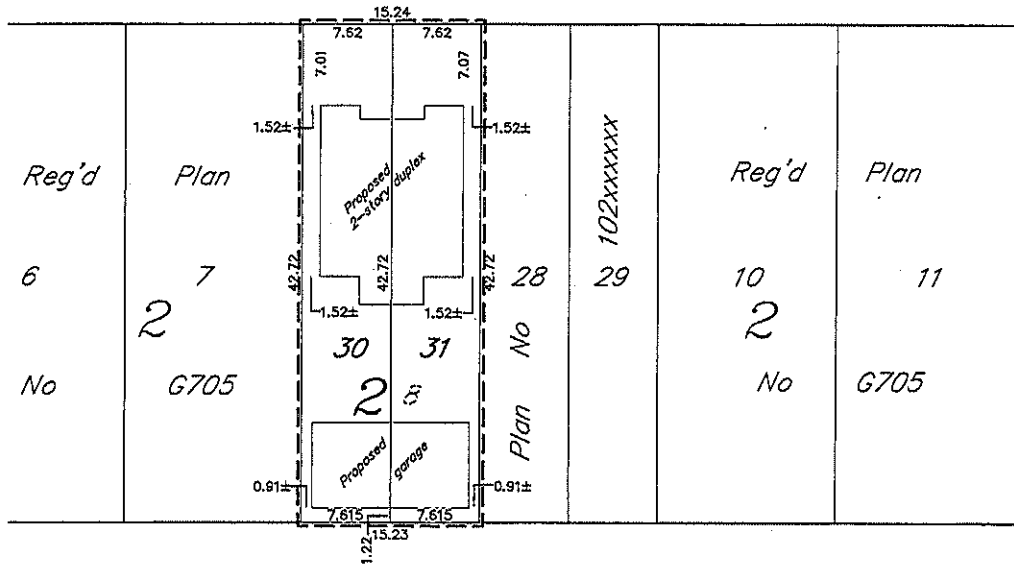 15.24
7.62 7.62
7.01 7.07
1.52± 1.52±
Proposed
2-story duplex
Reg'd Plan
102xxxxxx
Reg'd Plan
6 7
42.72 42.72 42.72
28 29 10 11
1.52± 1.52±
2
2
30 31
Plan No
No G705
2 8
No G705
Proposed garage
0.91± 0.91±
7.615 7.615
15.23
1.22